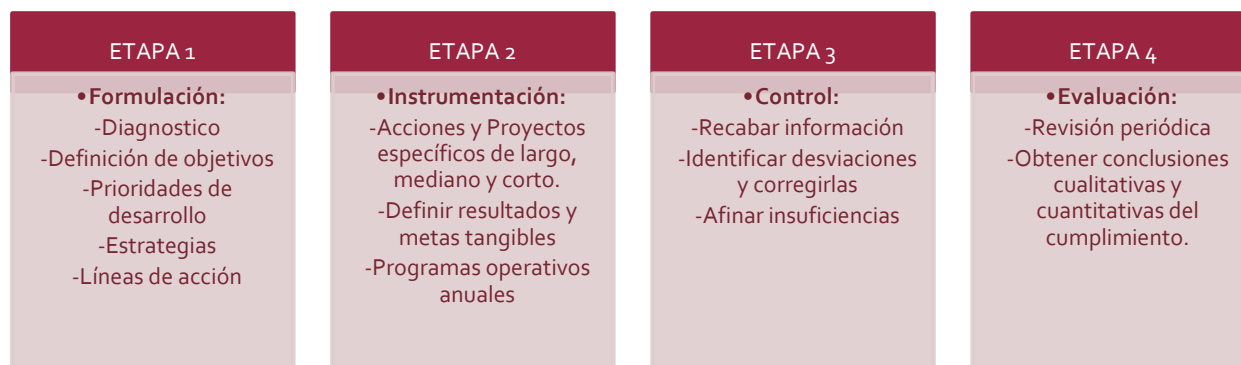 ETAPA 1
•Formulación:
-Diagnostico
-Definición de objetivos
-Prioridades de
desarrollo
-Estrategias
-Líneas de acción
ETAPA 2
•Instrumentación:
-Acciones y Proyectos
específicos de largo,
mediano y corto.
-Definir resultados y
metas tangibles
-Programas operativos
anuales
ETAPA 3
•Control:
-Recabar información
-Identificar desviaciones
y corregirlas
-Afinar insuficiencias
ETAPA 4
•Evaluación:
-Revisión periódica
-Obtener conclusiones
cualitativas y
cuantitativas del
cumplimiento.